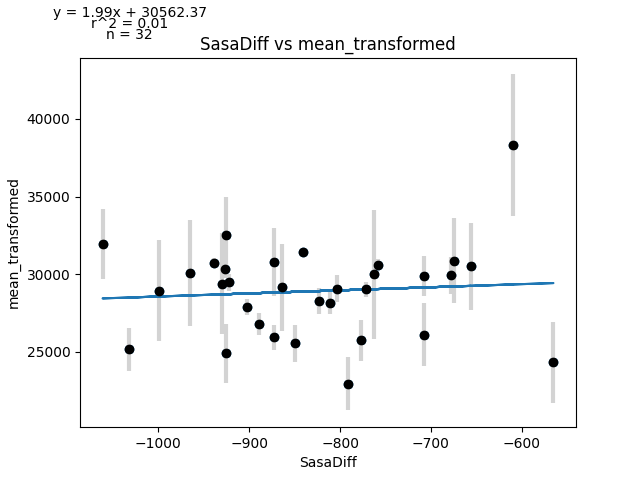 y = 1.99x + 30562.37
r^2 = 0.01
n = 32
SasaDiff vs mean_transformed
mean_transformed
40000
35000
30000
25000
−1000
−900
−800
−700
−600
SasaDiff